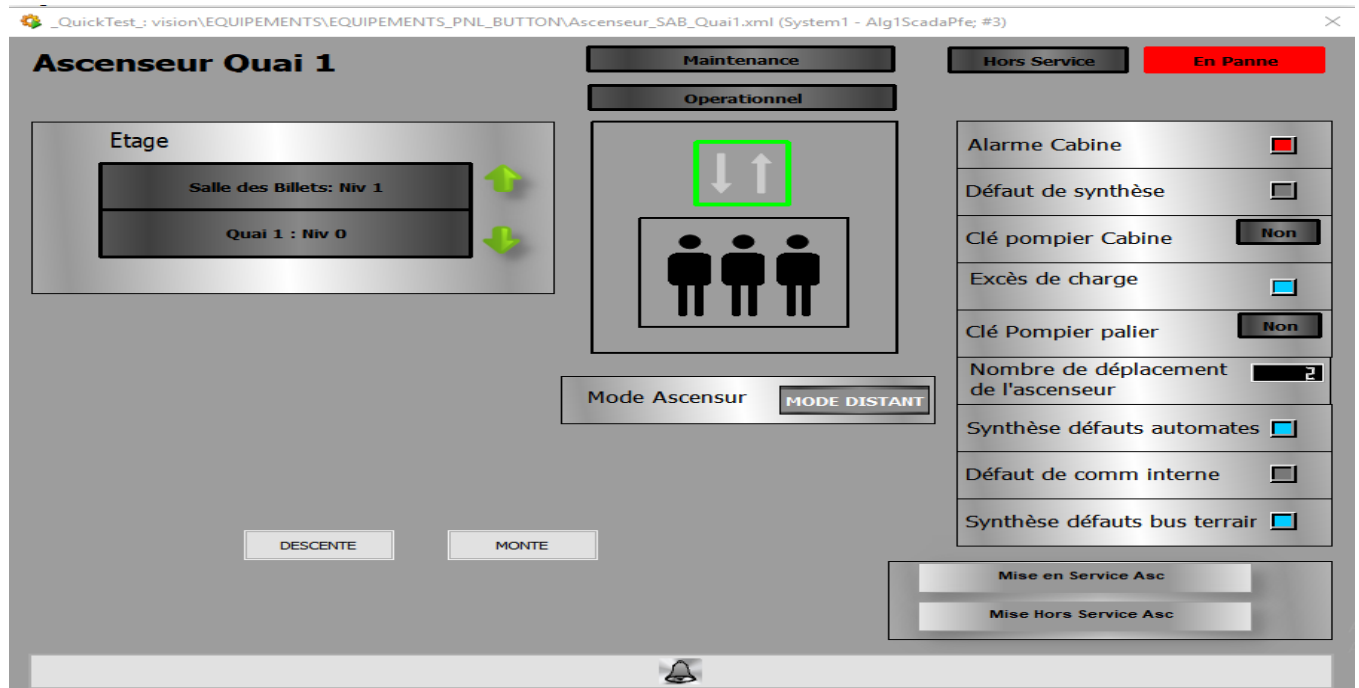 _QuickTest_: vision\EQUIPEMENTS\EQUIPEMENTS_PNL_BUTTON\Ascenseur_SAB_Quai1.xml (System1 - Alg1ScadaPfe; #3)
Ascenseur Quai 1
Maintenance
Hors Service
En Panne
Operationnel
Etage
Salle des Billets: Niv 1
Quai 1 : Niv 0
Alarme Cabine
Défaut de synthèse
Clé pompier Cabine
Non
Excès de charge
Clé Pompier palier
Non
Nombre de déplacement
de l'ascenseur
2
Mode Ascensur
MODE DISTANT
Synthèse défauts automates
Défaut de comm interne
Synthèse défauts bus terrair
DESCENTE
MONTE
Mise en Service Asc
Mise Hors Service Asc